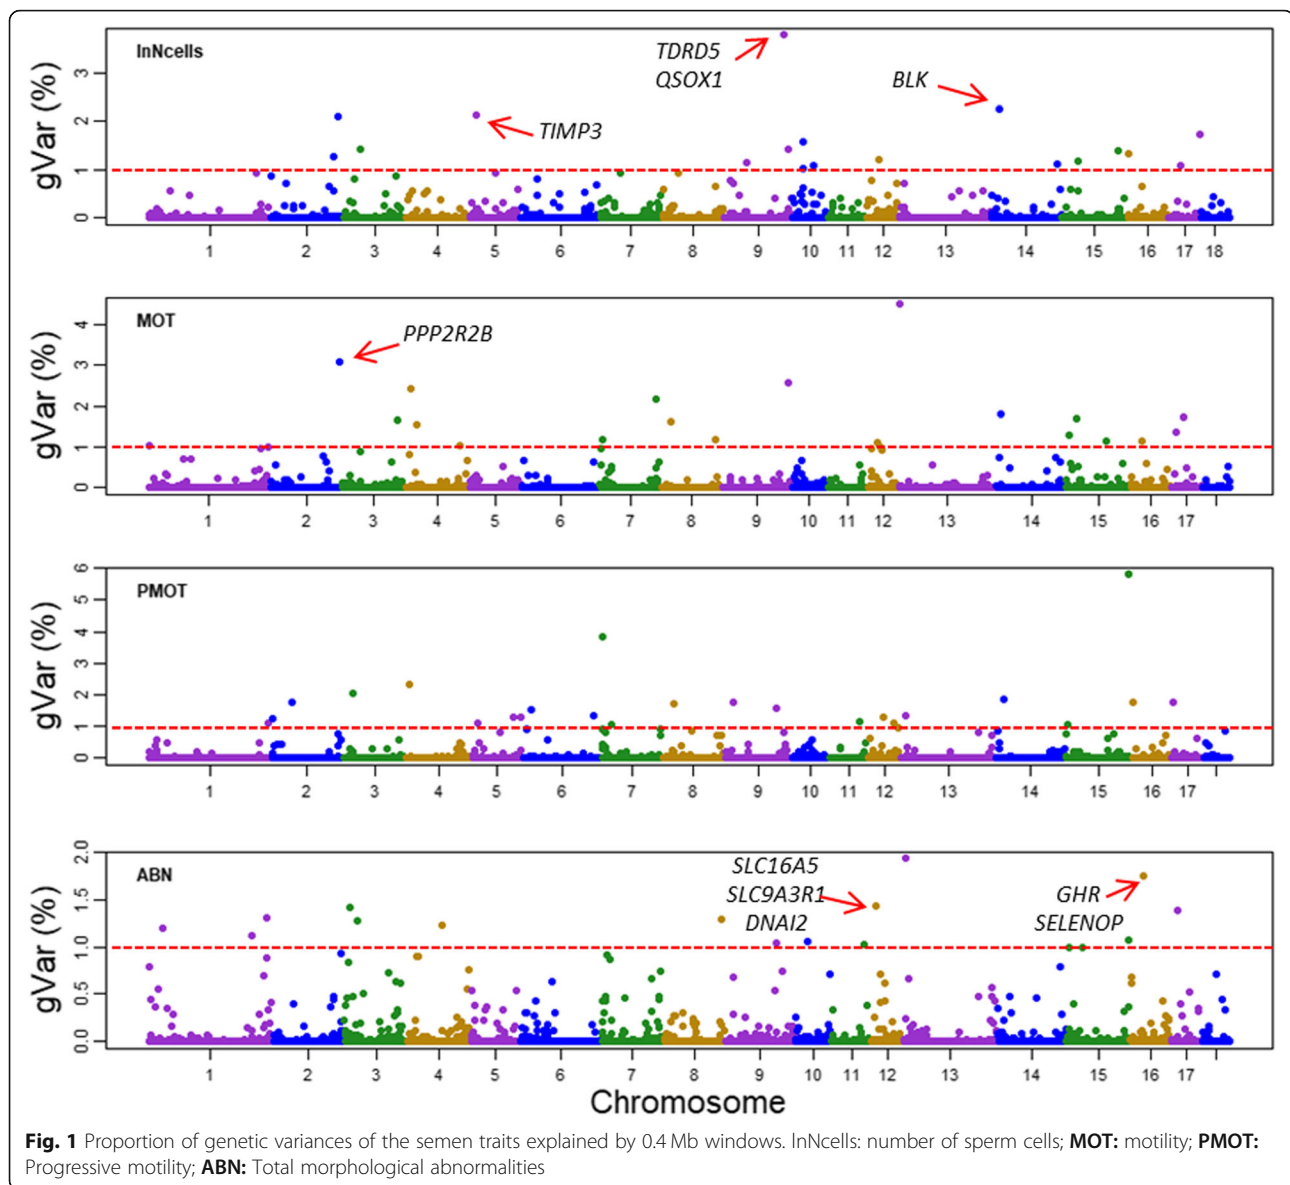 lnNcells
gVar (%)
3
2
1
0
TDRD5
QSOX1
BLK
TIMP3
1 2 3 4 5 6 7 8 9 10 11 12 13 14 15 16 17 18
MOT
gVar (%)
4
3
2
1
0
PPP2R2B
1 2 3 4 5 6 7 8 9 10 11 12 13 14 15 16 17
PMOT
gVar (%)
6
5
4
3
2
1
0
1 2 3 4 5 6 7 8 9 10 11 12 13 14 15 16 17
ABN
gVar (%)
2.0
1.5
1.0
0.5
0.0
SLC16A5
SLC9A3R1
DNAI2
GHR
SELENOP
1 2 3 4 5 6 7 8 9 10 11 12 13 14 15 16 17
Chromosome
Fig. 1 Proportion of genetic variances of the semen traits explained by 0.4 Mb windows. lnNcells: number of sperm cells; MOT: motility; PMOT:
Progressive motility; ABN: Total morphological abnormalities